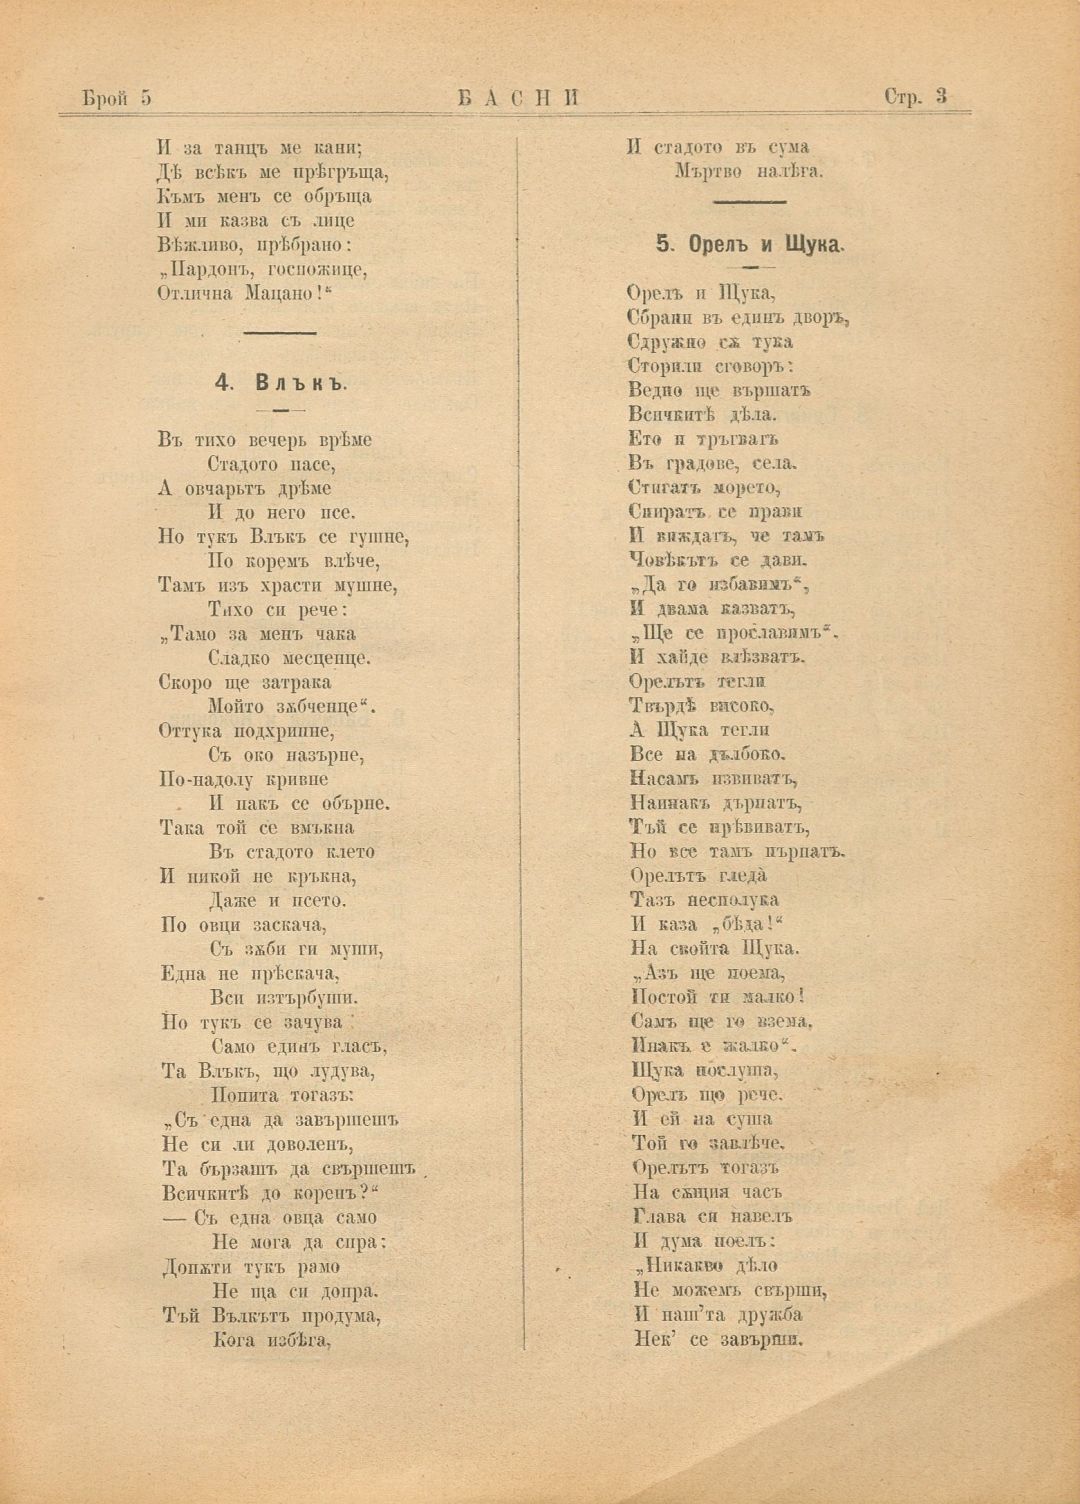 Брой 5
БАСНИ
Стр. 3
И за танцъ ме кани;
Дѣ всѣкъ ме прѣгръща,
Къмъ менъ се обръща
И ми казва съ лице
Вѣжливо, прѣбрано:
„Пардонъ, госпожице,
Отлична Мацано!“
4. Влъкъ.
Въ тихо вечерь врѣме
Стадото пасе,
А овчарьтъ дрѣме
И до него псе.
Но тукъ Влъкъ се гушне,
По коремъ влѣче,
Тамъ изъ храсти мушне,
Тихо си рече:
„Тамо за менъ чака
Сладко месценце.
Скоро ще затрака
Мойто зѫбченце“.
Оттука подхрипне,
Съ око назърне,
По-надолу кривне
И пакъ се обърне.
Така той се вмъкна
Въ стадото клето
И никой не кръкна,
Даже и псето.
По овци заскача,
Съ зѫби ги муши,
Една не прѣскача,
Вси изтърбуши.
Но тукъ се зачува
Само единъ гласъ,
Та Влъкъ, що лудува,
Попита тогазъ:
„Съ една да завършешъ
Не си ли доволенъ,
Та бързашъ да свършешъ
Всичкитѣ до коренъ?“
— Съ една овца само
Не мога да спра;
Допѫти тукъ рамо
Не ща си допра.
Тъй Вълкътъ продума,
Кога избѣга,
И стадото въ сума
Мъртво налѣга.
5. Орелъ и Щука.
Орелъ и Щука,
Сбрани въ единъ дворъ,
Сдружно сѫ тука
Сторили сговоръ:
Ведно ще вършатъ
Всичкитѣ дѣла.
Ето и тръгватъ
Въ градове, села.
Стигатъ морето,
Спиратъ се прави
И виждатъ, че тамъ
Човѣкътъ се дави.
„Да го избавимъ“,
И двама казватъ,
„Ще се прославимъ“.
И хайде влѣзватъ.
Орелътъ тегли
Твърдѣ високо,
А Щука тегли
Все на дълбоко.
Насамъ извиватъ,
Наинакъ дърпатъ,
Тъй се прѣвиватъ,
Но все тамъ пърпатъ.
Орелътъ гледа̀
Тазъ несполука
И каза „бѣда!“
На свойта Щука.
„Азъ ще поема,
Постой ти малко!
Самъ ще го взема,
Инакъ е жалко“.
Щука послуша,
Орелъ що рече.
И ей на суша
Той го завлѣче.
Орелътъ тогазъ
На сѫщия часъ
Глава си навелъ
И дума поелъ:
„Никакво дѣло
Не можемъ свърши,
И наш’та дружба
Нек’ се завърши.